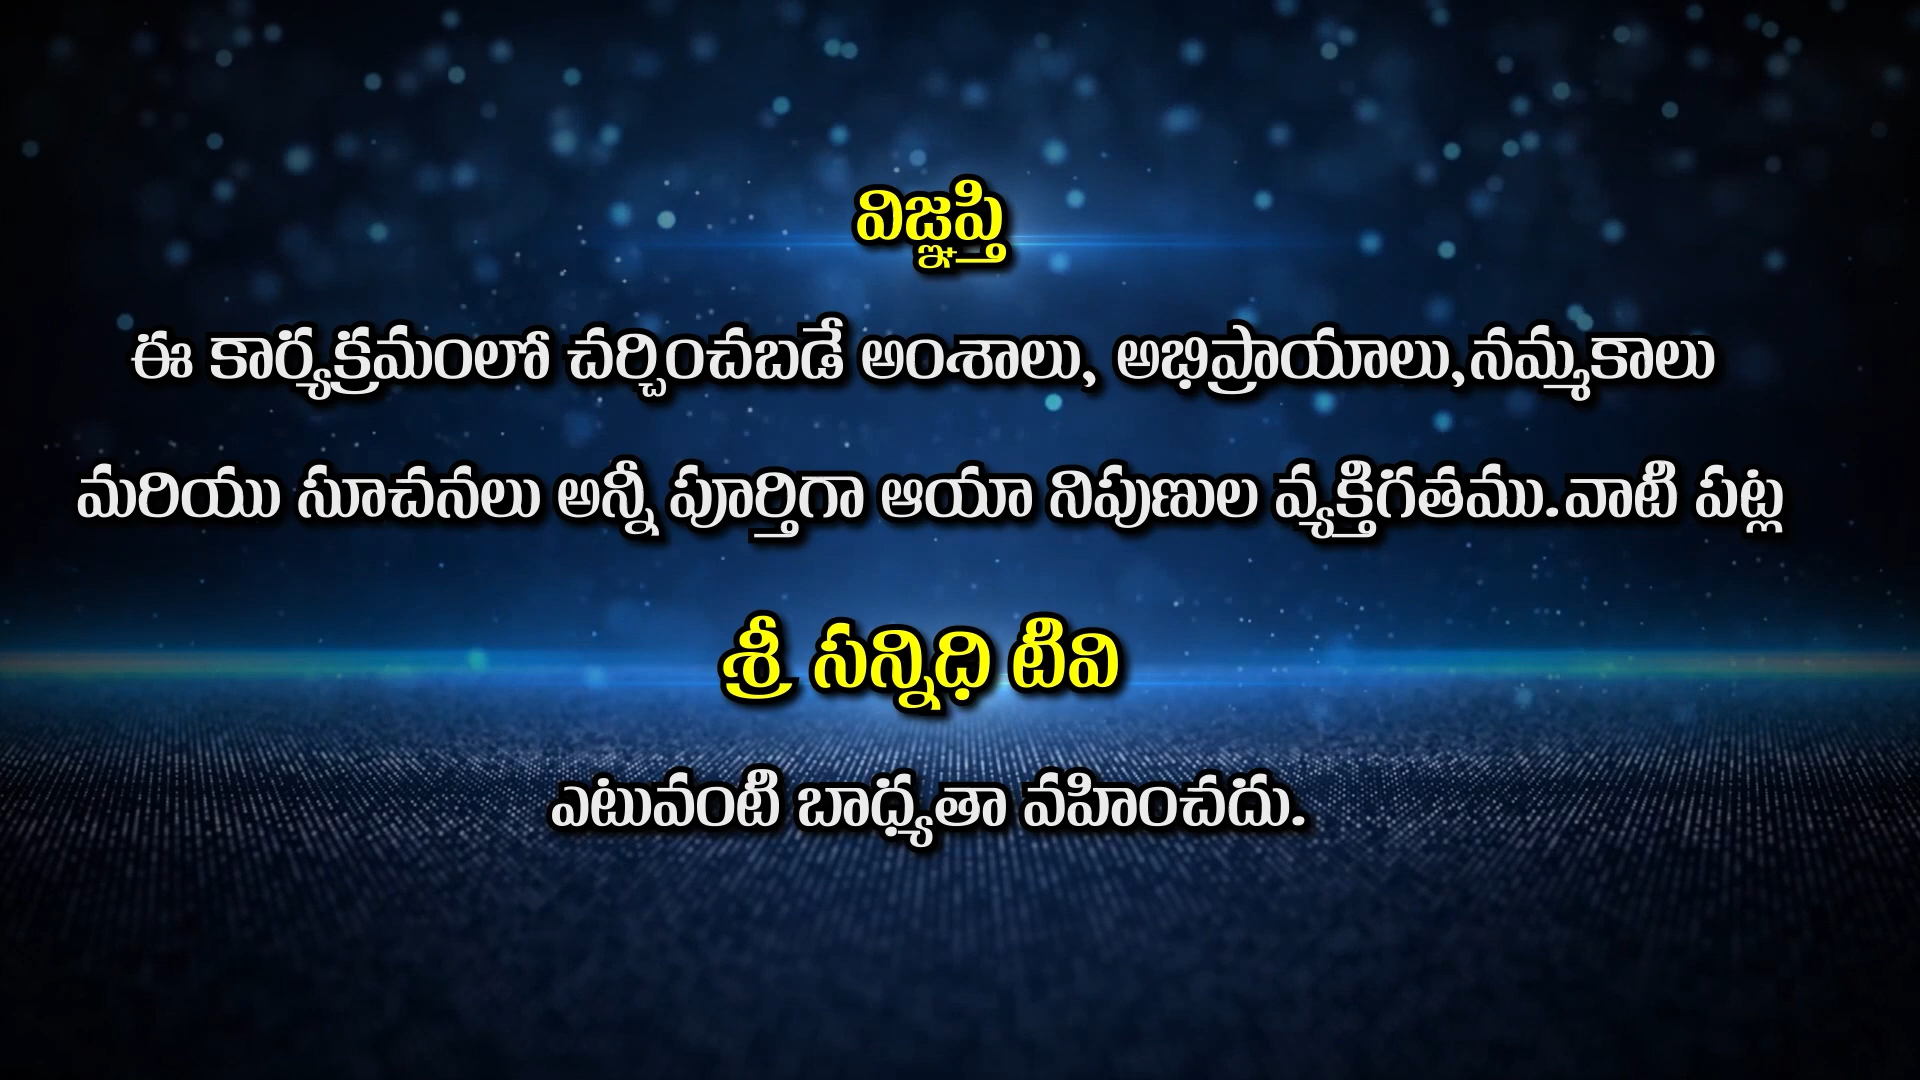 విజ్ఞప్తి
ఈ కార్యక్రమంలో చర్చించబడే అంశాలు, అభిప్రాయాలు,నమ్మకాలు
మరియు సూచనలు అన్నీ పూర్తిగా ఆయా నిపుణుల వ్యక్తిగతము.వాటి పట్ల
శ్రీ సన్నిధి టివి
ఎటువంటి బాధ్యతా వహించదు.